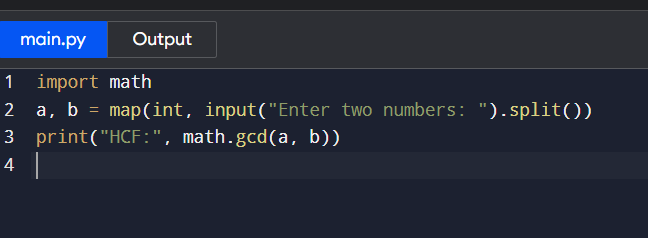 main.py Output
1 import math
2 a, b = map(int, input("Enter two numbers: ").split())
3 print("HCF:", math.gcd(a, b))
4